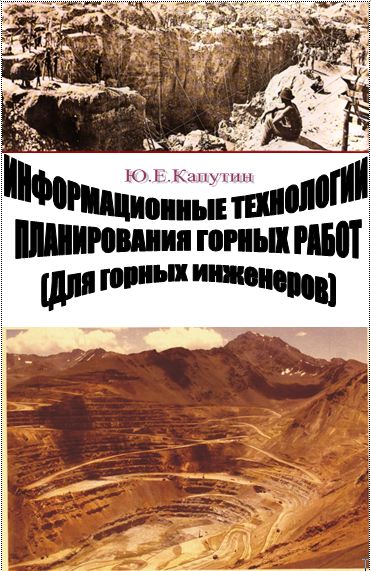 Ю.Е.Капутин
ИНФОРМАЦИОННЫЕ ТЕХНОЛОГИИ
ПЛАНИРОВАНИЯ ГОРНЫХ РАБОТ
(Для горных инженеров)